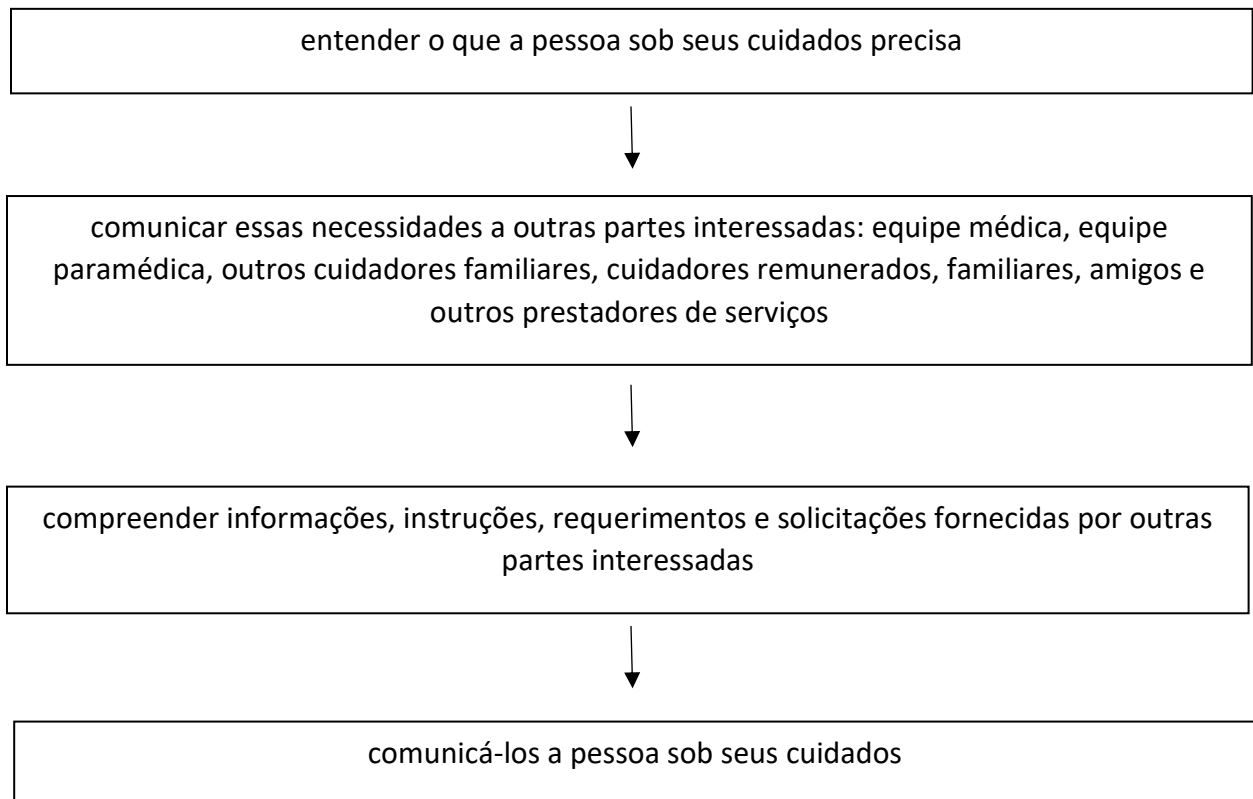 entender o que a pessoa sob seus cuidados precisa
comunicar essas necessidades a outras partes interessadas: equipe médica, equipe
paramédica, outros cuidadores familiares, cuidadores remunerados, familiares, amigos e
outros prestadores de serviços
compreender informações, instruções, requerimentos e solicitações fornecidas por outras
partes interessadas
comunicá-los a pessoa sob seus cuidados